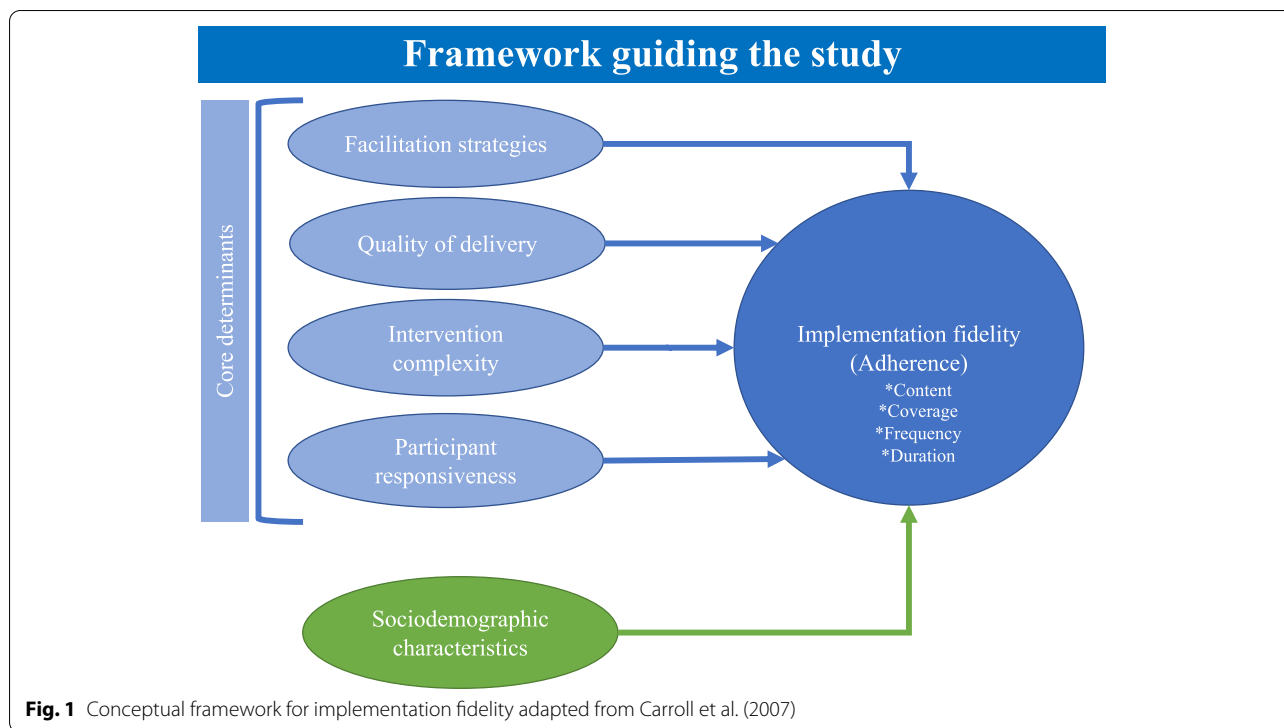 Framework guiding the study
Core determinants
Facilitation strategies
Quality of delivery
Intervention
complexity
Participant
responsiveness
Implementation fidelity
(Adherence)
*Content
*Coverage
*Frequency
*Duration
Sociodemographic
characteristics
Fig. 1 Conceptual framework for implementation fidelity adapted from Carroll et al. (2007)